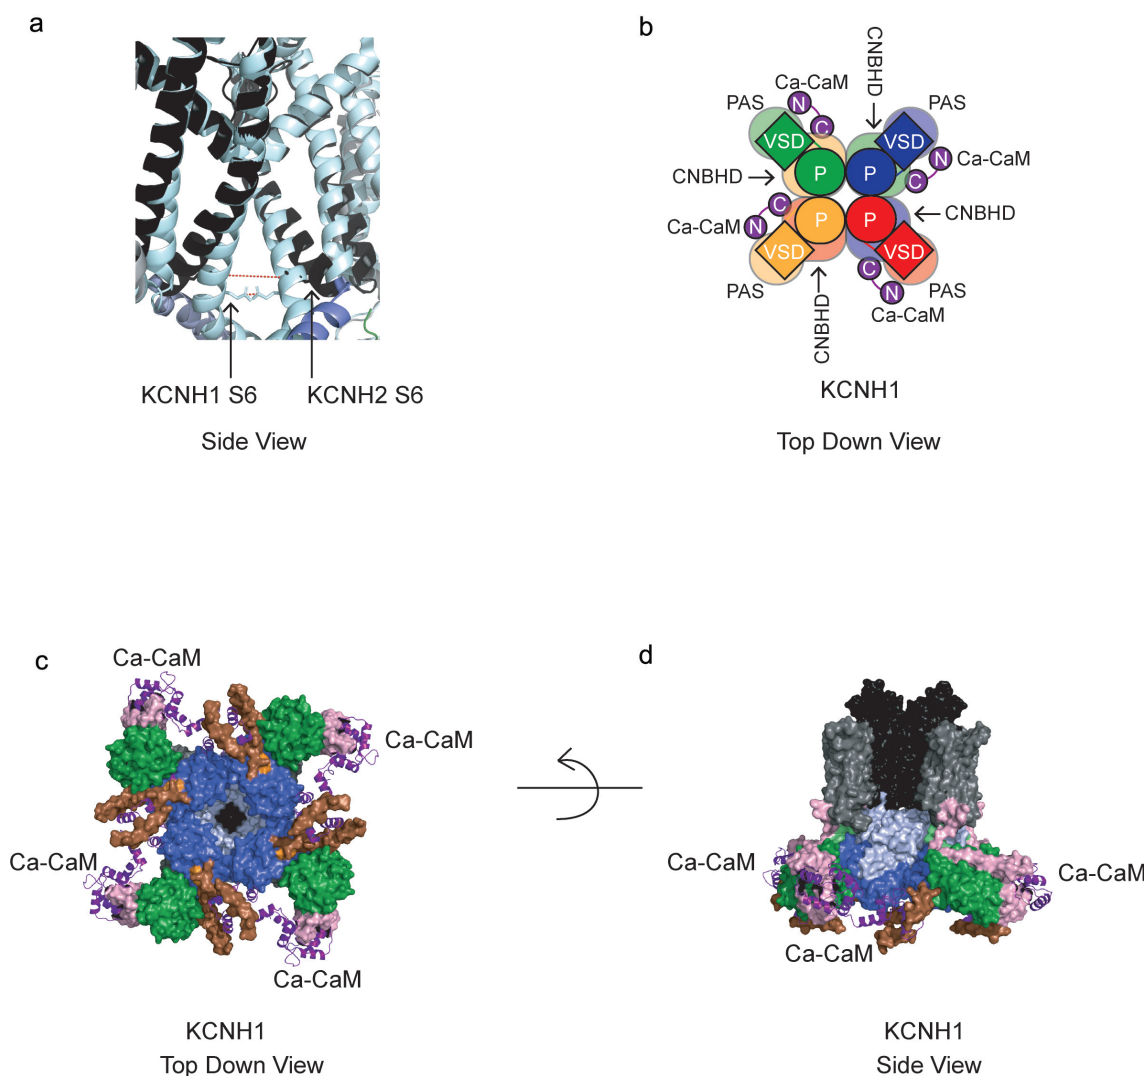 a
KCNH1 S6
KCNH2 S6
Side View
b
CNBHD
Ca-CaM
PAS
PAS
N
C
VSD
VSD
N
Ca-CaM
CNBHD
P
P
C
Ca-CaM
N
C
P
P
CNBHD
VSD
VSD
C
N
PAS
PAS
Ca-CaM
CNBHD
KCNH1
Top Down View
c
Ca-CaM
Ca-CaM
Ca-CaM
Ca-CaM
KCNH1
Top Down View
d
Ca-CaM
Ca-CaM
Ca-CaM
KCNH1
Side View